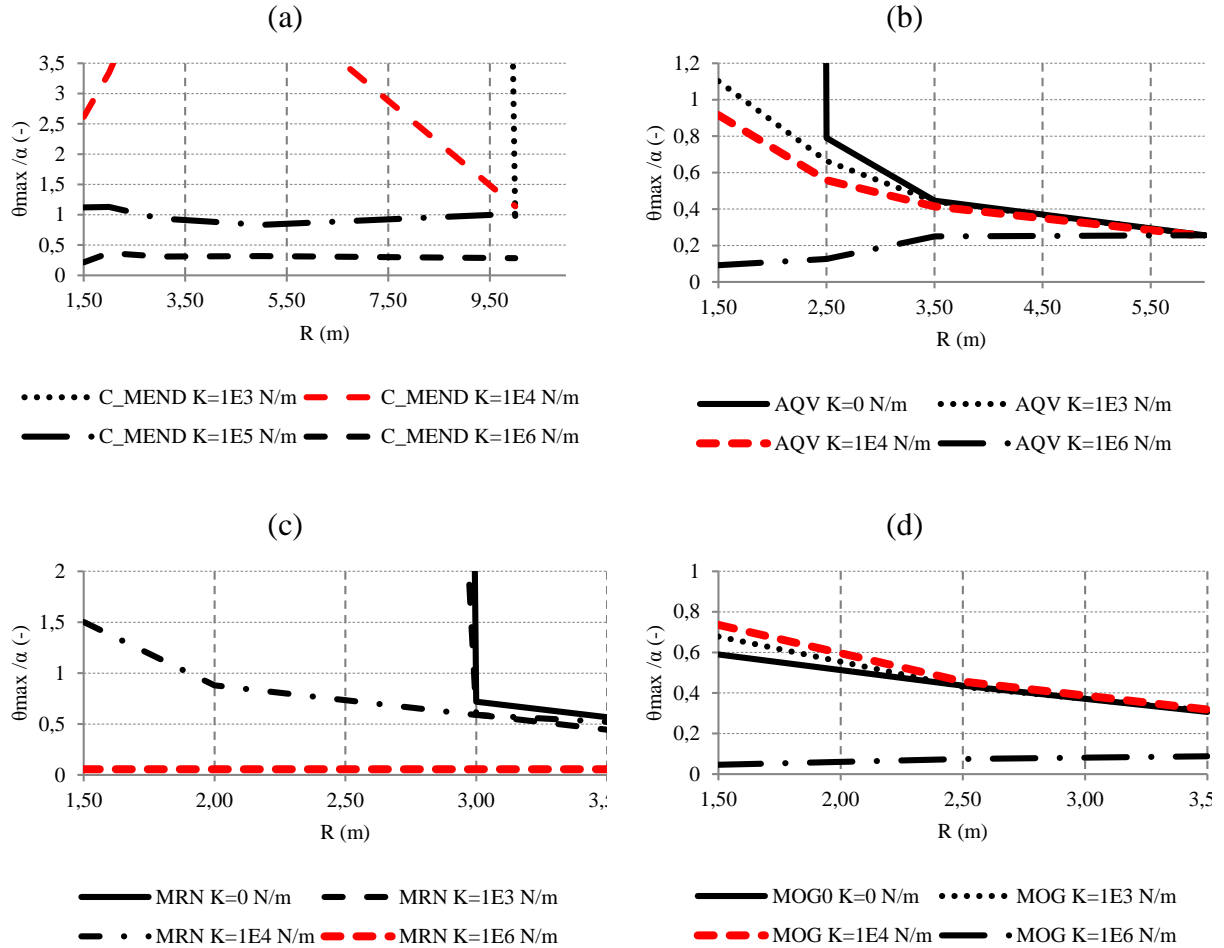 (a)
3,5
3
2,5
2
1,5
1
0,5
0
θmax /α (-)
1,50 3,50 5,50 7,50 9,50
R (m)
C_MEND K=1E3 N/m C_MEND K=1E4 N/m
C_MEND K=1E5 N/m C_MEND K=1E6 N/m
(b)
1,2
1
0,8
0,6
0,4
0,2
0
θmax /α (-)
1,50 2,50 3,50 4,50 5,50
R (m)
AQV K=0 N/m AQV K=1E3 N/m
AQV K=1E4 N/m AQV K=1E6 N/m
(c)
2
1,5
1
0,5
0
θmax /α (-)
1,50 2,00 2,50 3,00 3,5
R (m)
MRN K=0 N/m MRN K=1E3 N/m
MRN K=1E4 N/m MRN K=1E6 N/m
(d)
1
0,8
0,6
0,4
0,2
0
θmax /α (-)
1,50 2,00 2,50 3,00 3,5
R (m)
MOG0 K=0 N/m MOG K=1E3 N/m
MOG K=1E4 N/m MOG K=1E6 N/m